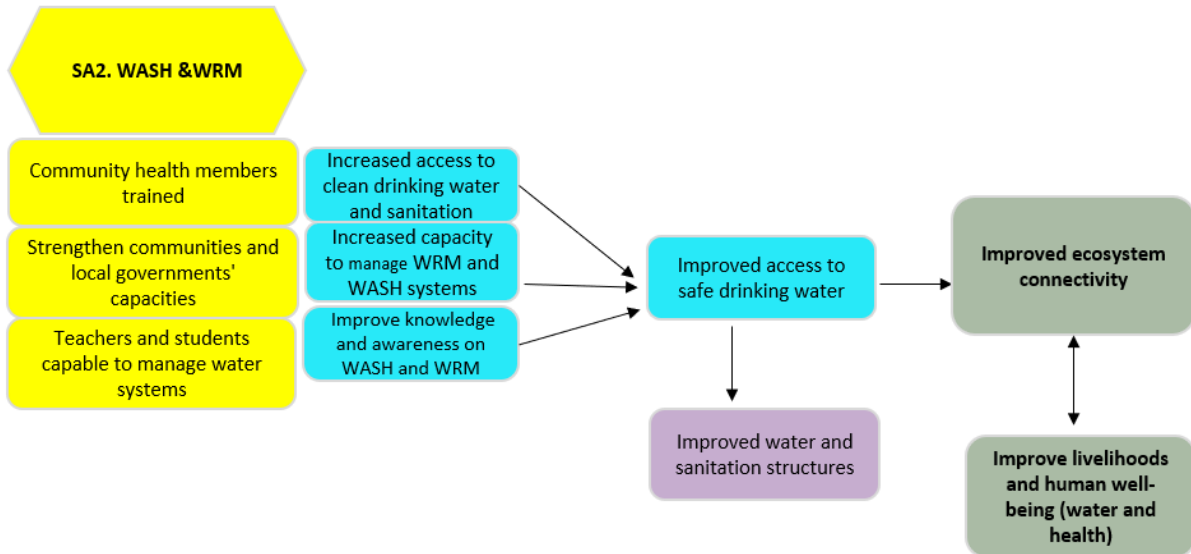 SA2. WASH &WRM
Community health members
trained
Strengthen communities and
local governments'
capacities
Teachers and students
capable to manage water
systems
Increased access to
clean drinking water
and sanitation
Increased capacity
to manage WRM and
WASH systems
Improve knowledge
and awareness on
WASH and WRM
Improved access to
safe drinking water
Improved water and
sanitation structures
Improved ecosystem
connectivity
Improve livelihoods
and human well-
being (water and
health)